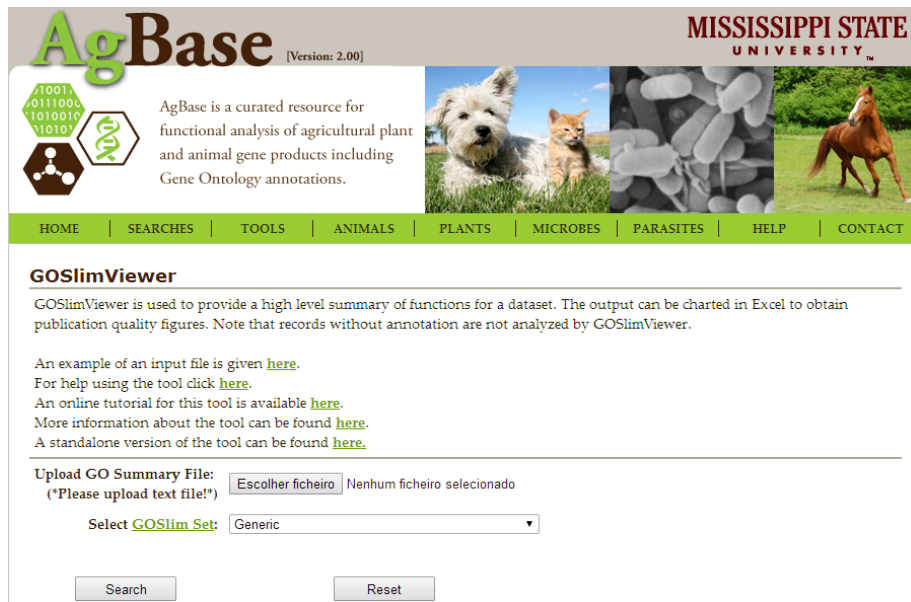 AgBase [Version: 2.00]
MISSISSIPPI STATE
UNIVERSITY™
10011
011100
1010010
10101
AgBase is a curated resource for
functional analysis of agricultural plant
and animal gene products including
Gene Ontology annotations.
HOME | SEARCHES | TOOLS | ANIMALS | PLANTS | MICROBES | PARASITES | HELP | CONTACT
GOSlimViewer
GOSlimViewer is used to provide a high level summary of functions for a dataset. The output can be charted in Excel to obtain
publication quality figures. Note that records without annotation are not analyzed by GOSlimViewer.
An example of an input file is given here.
For help using the tool click here.
An online tutorial for this tool is available here.
More information about the tool can be found here.
A standalone version of the tool can be found here.
Upload GO Summary File:
(*Please upload text file!*)
Escolher ficheiro Nenhum ficheiro selecionado
Select GOSlim Set: Generic
Search Reset